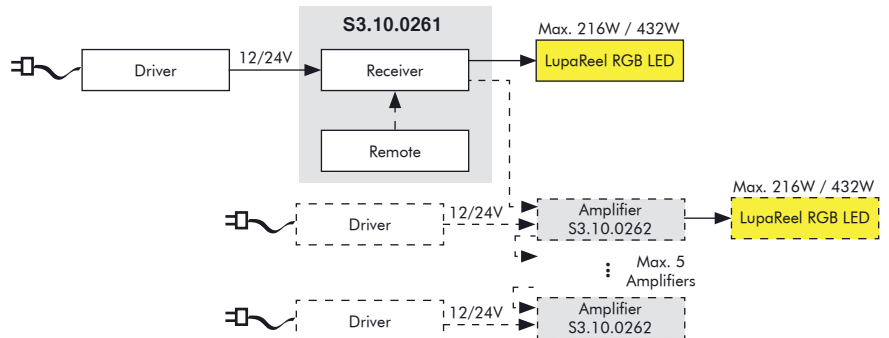 S3.10.0261
Max. 216W / 432W
Driver
12/24V
Receiver
LupaReel RGB LED
Remote
Max. 216W / 432W
Driver
12/24V
Amplifier
S3.10.0262
LupaReel RGB LED
Max. 5
Amplifiers
Driver
12/24V
Amplifier
S3.10.0262